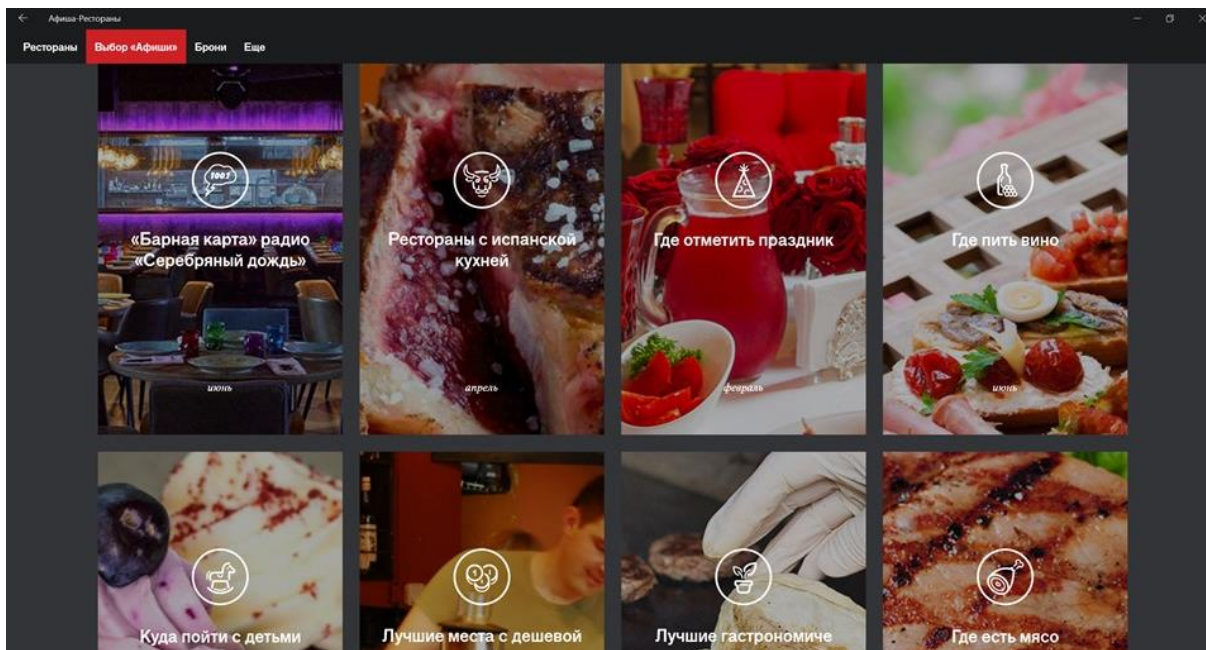 Афиша-Рестораны
Рестораны Выбор «Афиши» Брони Еще
«Барная карта» радио
«Серебряный дождь»
июнь
Рестораны с испанской
кухней
апрель
Где отметить праздник
февраль
Где пить вино
июнь
Куда пойти с детьми
Лучшие места с дешевой
Лучшие гастрономиче
Где есть мясо